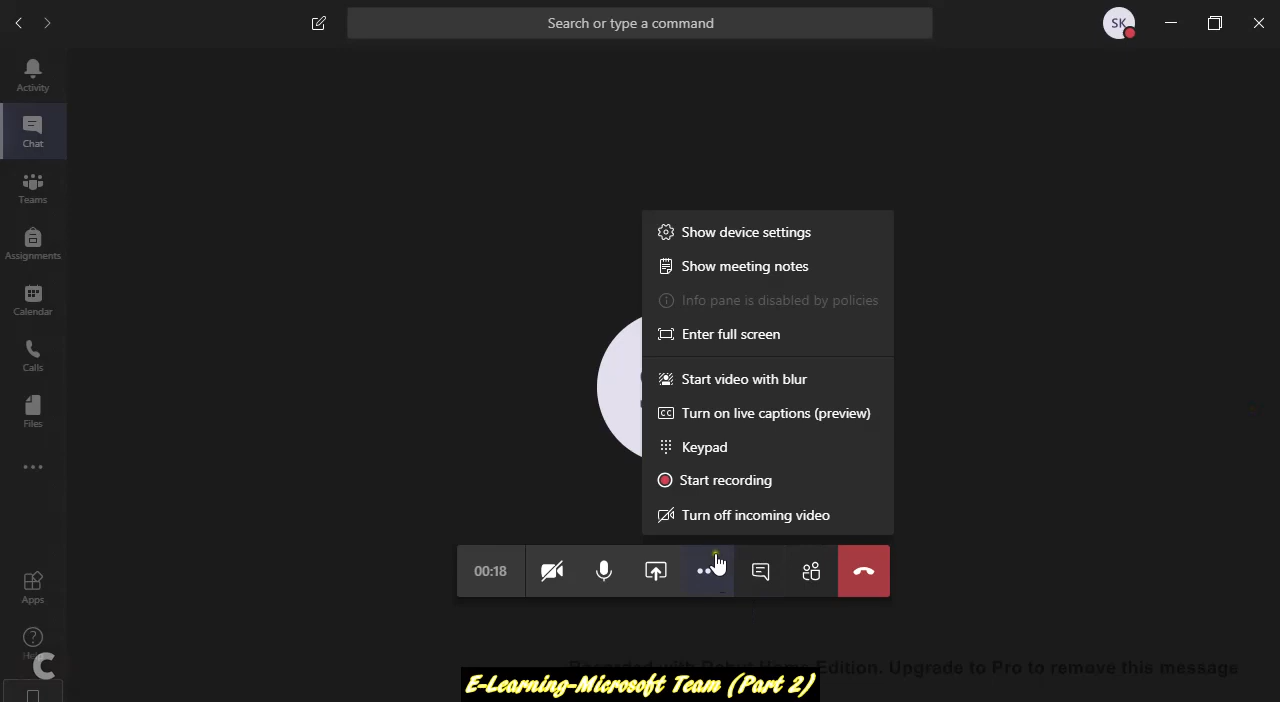 Search or type a command
SK
Activity
Chat
Teams
Assignments
Calendar
Calls
Files
Apps
Help
Show device settings
Show meeting notes
Info pane is disabled by policies
Enter full screen
Start video with blur
CC Turn on live captions (preview)
Keypad
Start recording
Turn off incoming video
00:18
Recorded with Debut Home Edition. Upgrade to Pro to remove this message
E-Learning-Microsoft Team (Part 2)